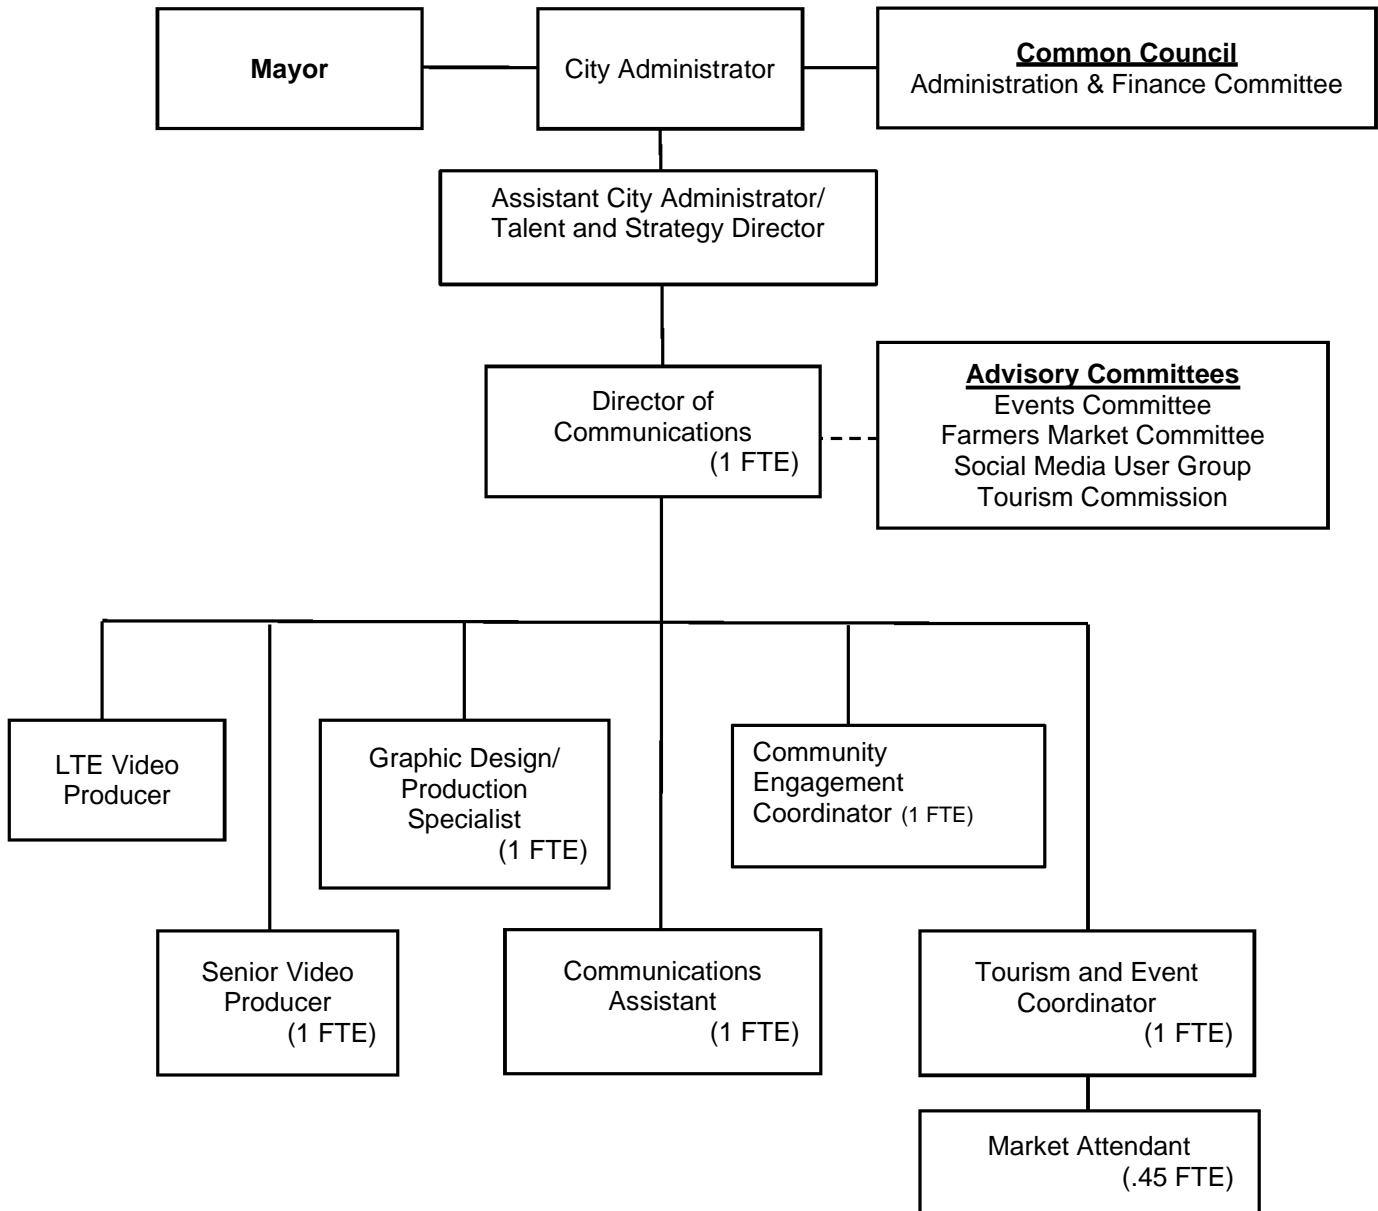 Mayor
City Administrator
Common Council
Administration & Finance Committee
Assistant City Administrator/
Talent and Strategy Director
Director of
Communications
(1 FTE)
Advisory Committees
Events Committee
Farmers Market Committee
Social Media User Group
Tourism Commission
LTE Video
Producer
Graphic Design/
Production
Specialist
(1 FTE)
Community
Engagement
Coordinator (1 FTE)
Senior Video
Producer
(1 FTE)
Communications
Assistant
(1 FTE)
Tourism and Event
Coordinator
(1 FTE)
Market Attendant
(.45 FTE)